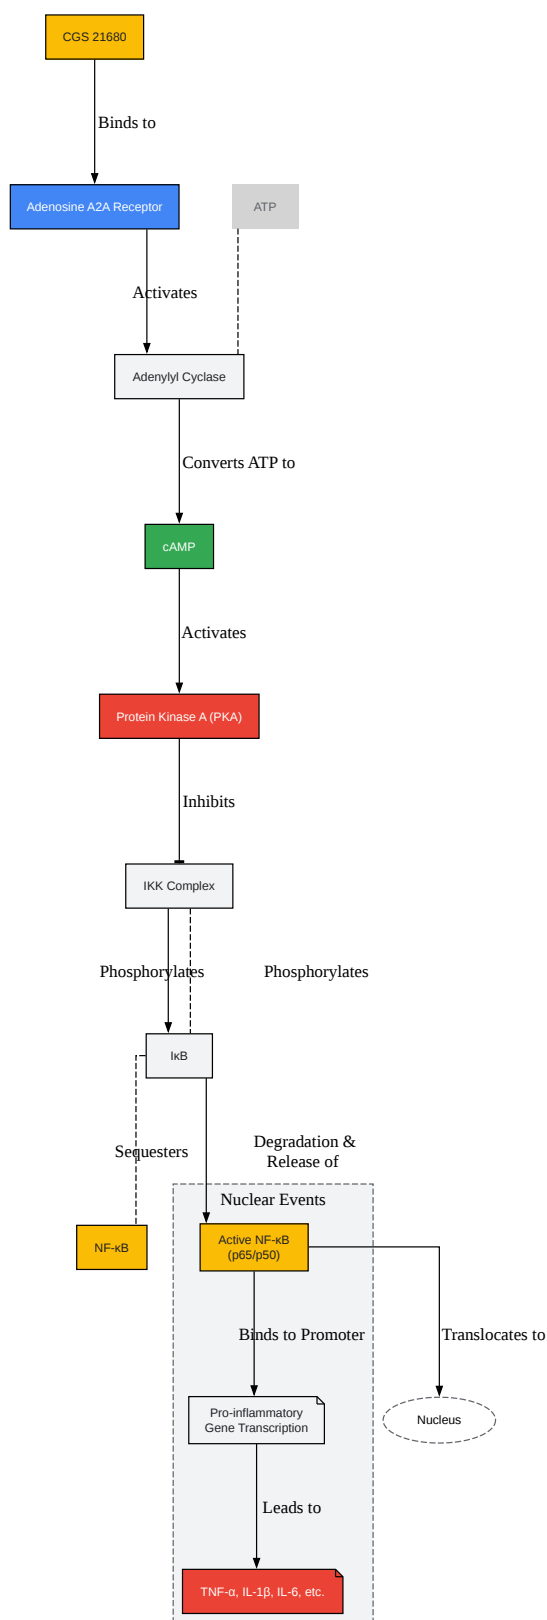 CGS 21680
Binds to
Adenosine A2A Receptor
ATP
Activates
Adenylyl Cyclase
Converts ATP to
cAMP
Activates
Protein Kinase A (PKA)
Inhibits
IKK Complex
Phosphorylates
Phosphorylates
IκB
Degradation &
Release of
Sequesters
Nuclear Events
NF-κB
Active NF-κB
(p65/p50)
Binds to Promoter
Translocates to
Pro-inflammatory
Gene Transcription
Nucleus
Leads to
TNF-α, IL-1β, IL-6, etc.